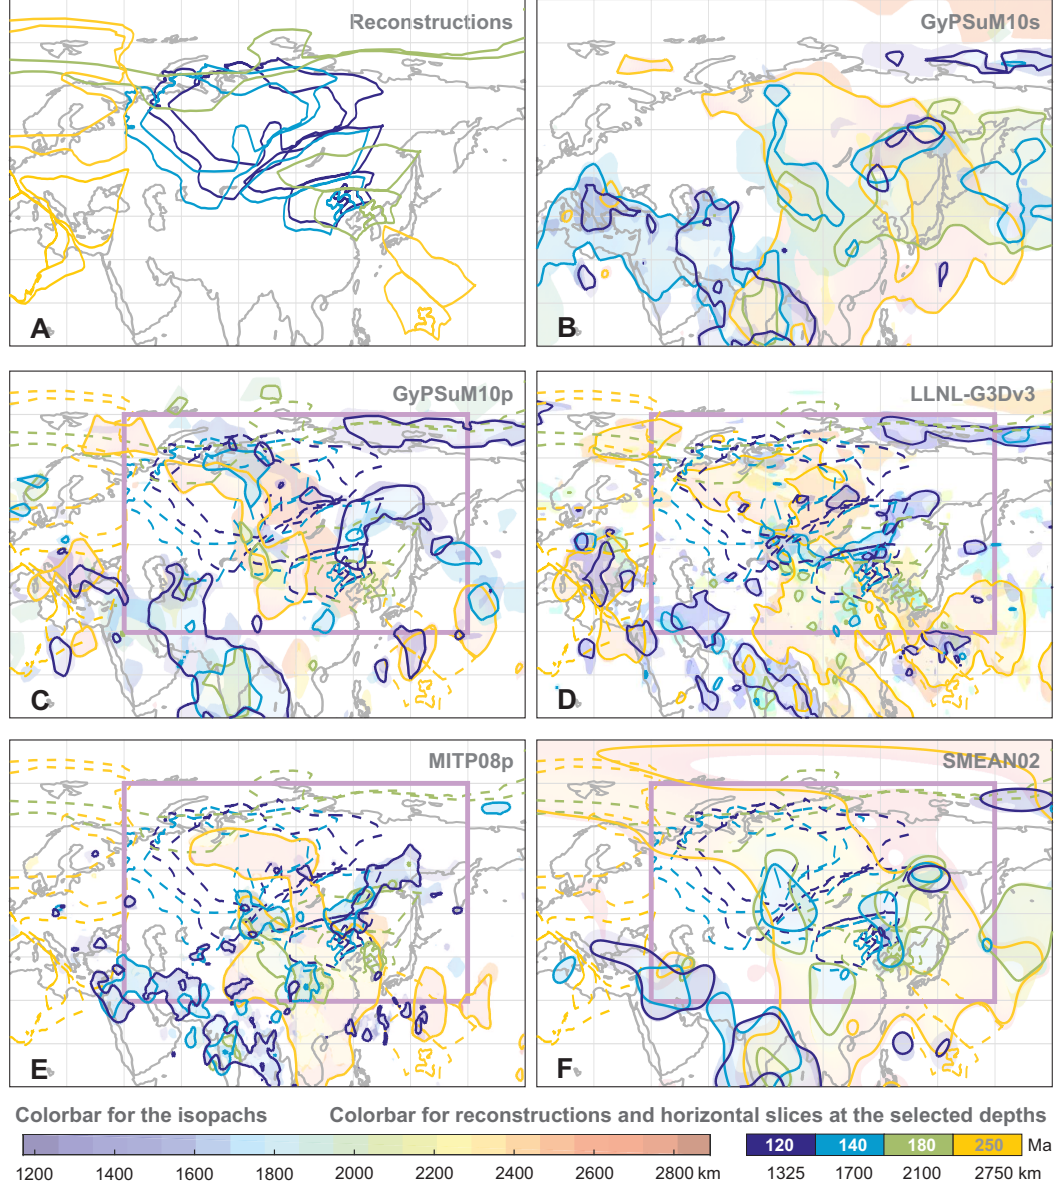 Reconstructions
A
GyPSuM10s
B
GyPSuM10p
C
LLNL-G3Dv3
D
MITP08p
E
SMEAN02
F
Colorbar for the isopachs
Colorbar for reconstructions and horizontal slices at the selected depths
1200 1400 1600 1800 2000 2200 2400 2600 2800 km
120 140 180 250 Ma
1325 1700 2100 2750 km